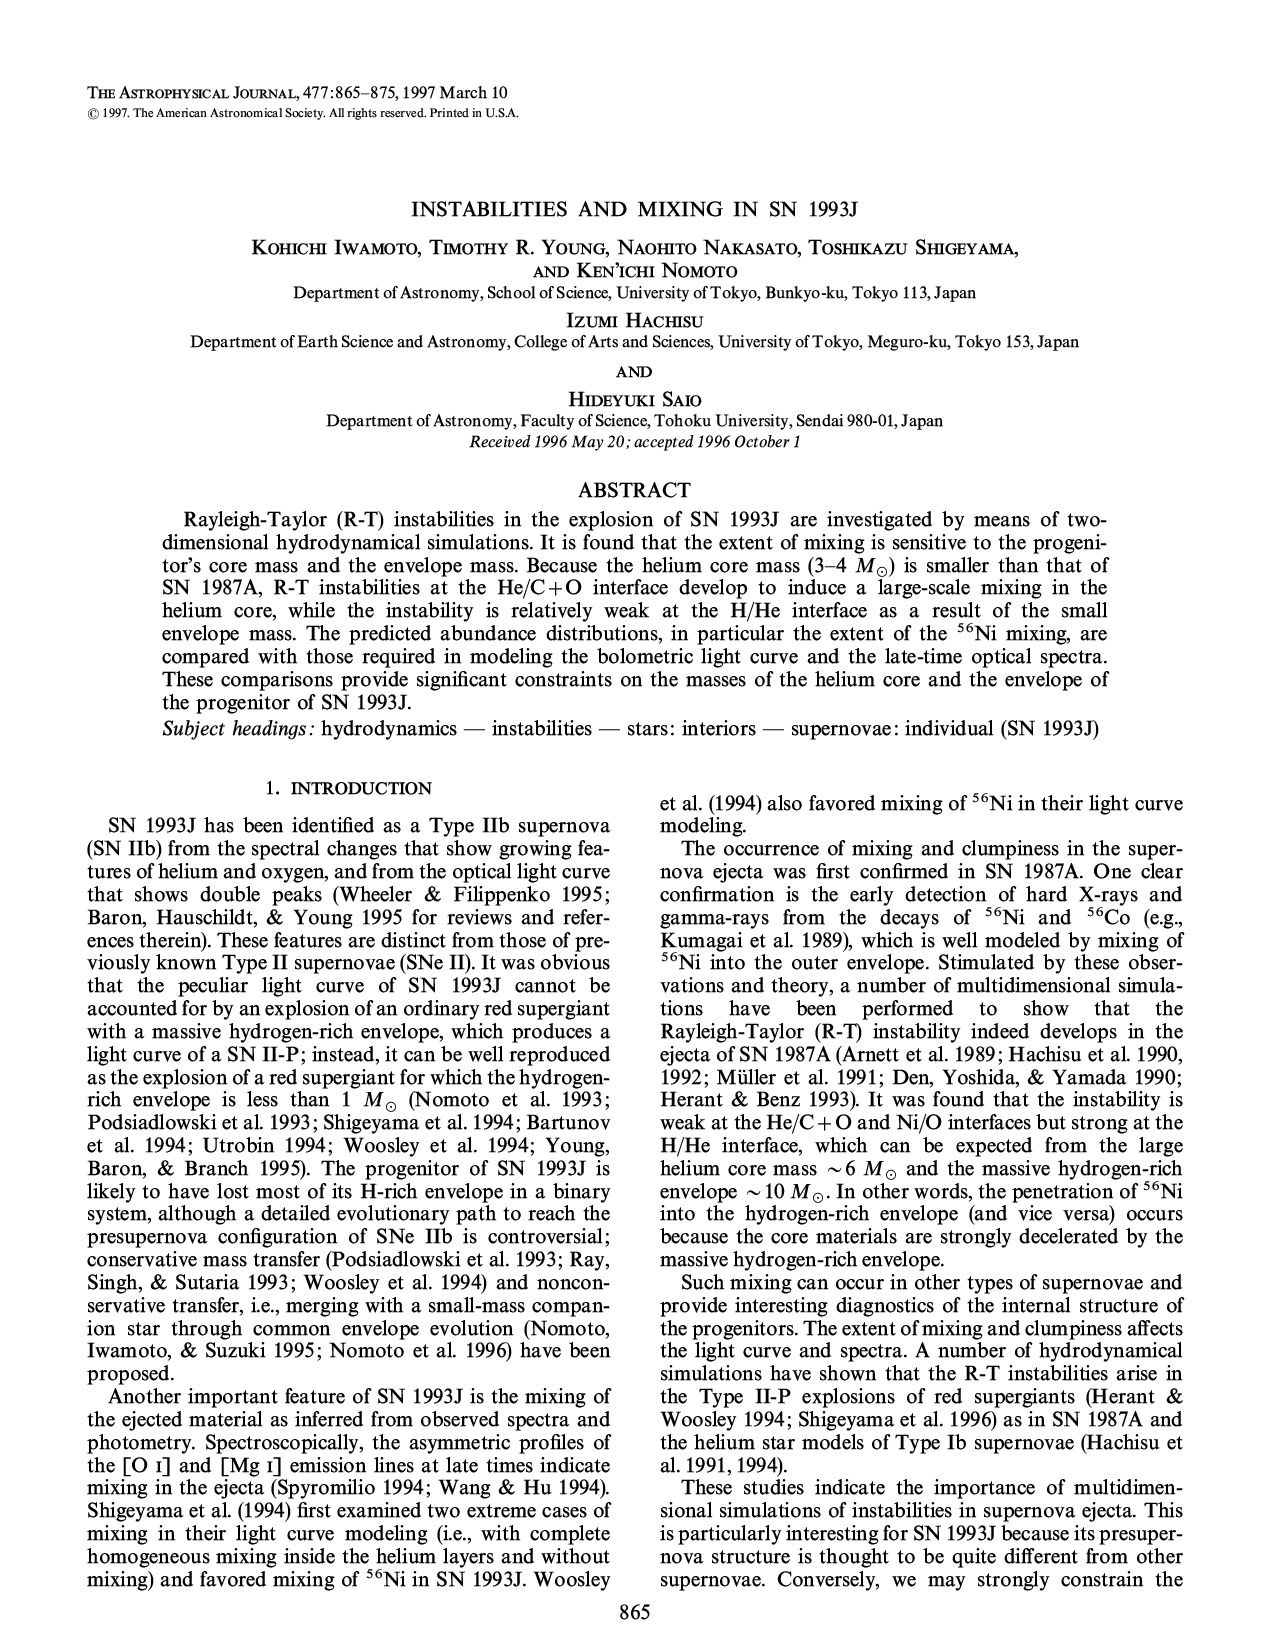 THE ASTROPHYSICAL JOURNAL, 477:865–875, 1997 March 10
© 1997. The American Astronomical Society. All rights reserved. Printed in U.S.A.
INSTABILITIES AND MIXING IN SN 1993J
KOHICHI IWAMOTO, TIMOTHY R. YOUNG, NAOHITO NAKASATO, TOSHIKAZU SHIGEYAMA,
AND KEN'ICHI NOMOTO
Department of Astronomy, School of Science, University of Tokyo, Bunkyo-ku, Tokyo 113, Japan
IZUMI HACHISU
Department of Earth Science and Astronomy, College of Arts and Sciences, University of Tokyo, Meguro-ku, Tokyo 153, Japan
AND
HIDEYUKI SAIO
Department of Astronomy, Faculty of Science, Tohoku University, Sendai 980-01, Japan
Received 1996 May 20; accepted 1996 October 1
ABSTRACT
Rayleigh-Taylor (R-T) instabilities in the explosion of SN 1993J are investigated by means of two-
dimensional hydrodynamical simulations. It is found that the extent of mixing is sensitive to the progeni-
tor's core mass and the envelope mass. Because the helium core mass (3–4 M⊙) is smaller than that of
SN 1987A, R-T instabilities at the He/C+O interface develop to induce a large-scale mixing in the
helium core, while the instability is relatively weak at the H/He interface as a result of the small
envelope mass. The predicted abundance distributions, in particular the extent of the ⁵⁶Ni mixing, are
compared with those required in modeling the bolometric light curve and the late-time optical spectra.
These comparisons provide significant constraints on the masses of the helium core and the envelope of
the progenitor of SN 1993J.
Subject headings: hydrodynamics — instabilities — stars: interiors — supernovae: individual (SN 1993J)
1. INTRODUCTION
SN 1993J has been identified as a Type IIb supernova
(SN IIb) from the spectral changes that show growing fea-
tures of helium and oxygen, and from the optical light curve
that shows double peaks (Wheeler & Filippenko 1995;
Baron, Hauschildt, & Young 1995 for reviews and refer-
ences therein). These features are distinct from those of pre-
viously known Type II supernovae (SNe II). It was obvious
that the peculiar light curve of SN 1993J cannot be
accounted for by an explosion of an ordinary red supergiant
with a massive hydrogen-rich envelope, which produces a
light curve of a SN II-P; instead, it can be well reproduced
as the explosion of a red supergiant for which the hydrogen-
rich envelope is less than 1 M⊙ (Nomoto et al. 1993;
Podsiadlowski et al. 1993; Shigeyama et al. 1994; Bartunov
et al. 1994; Utrobin 1994; Woosley et al. 1994; Young,
Baron, & Branch 1995). The progenitor of SN 1993J is
likely to have lost most of its H-rich envelope in a binary
system, although a detailed evolutionary path to reach the
presupernova configuration of SNe IIb is controversial;
conservative mass transfer (Podsiadlowski et al. 1993; Ray,
Singh, & Sutaria 1993; Woosley et al. 1994) and noncon-
servative transfer, i.e., merging with a small-mass compan-
ion star through common envelope evolution (Nomoto,
Iwamoto, & Suzuki 1995; Nomoto et al. 1996) have been
proposed.
Another important feature of SN 1993J is the mixing of
the ejected material as inferred from observed spectra and
photometry. Spectroscopically, the asymmetric profiles of
the [O I] and [Mg I] emission lines at late times indicate
mixing in the ejecta (Spyromilio 1994; Wang & Hu 1994).
Shigeyama et al. (1994) first examined two extreme cases of
mixing in their light curve modeling (i.e., with complete
homogeneous mixing inside the helium layers and without
mixing) and favored mixing of ⁵⁶Ni in SN 1993J. Woosley
et al. (1994) also favored mixing of ⁵⁶Ni in their light curve
modeling.
The occurrence of mixing and clumpiness in the super-
nova ejecta was first confirmed in SN 1987A. One clear
confirmation is the early detection of hard X-rays and
gamma-rays from the decays of ⁵⁶Ni and ⁵⁶Co (e.g.,
Kumagai et al. 1989), which is well modeled by mixing of
⁵⁶Ni into the outer envelope. Stimulated by these obser-
vations and theory, a number of multidimensional simula-
tions have been performed to show that the
Rayleigh-Taylor (R-T) instability indeed develops in the
ejecta of SN 1987A (Arnett et al. 1989; Hachisu et al. 1990,
1992; Müller et al. 1991; Den, Yoshida, & Yamada 1990;
Herant & Benz 1993). It was found that the instability is
weak at the He/C+O and Ni/O interfaces but strong at the
H/He interface, which can be expected from the large
helium core mass ~6 M⊙ and the massive hydrogen-rich
envelope ~10 M⊙. In other words, the penetration of ⁵⁶Ni
into the hydrogen-rich envelope (and vice versa) occurs
because the core materials are strongly decelerated by the
massive hydrogen-rich envelope.
Such mixing can occur in other types of supernovae and
provide interesting diagnostics of the internal structure of
the progenitors. The extent of mixing and clumpiness affects
the light curve and spectra. A number of hydrodynamical
simulations have shown that the R-T instabilities arise in
the Type II-P explosions of red supergiants (Herant &
Woosley 1994; Shigeyama et al. 1996) as in SN 1987A and
the helium star models of Type Ib supernovae (Hachisu et
al. 1991, 1994).
These studies indicate the importance of multidimen-
sional simulations of instabilities in supernova ejecta. This
is particularly interesting for SN 1993J because its presuper-
nova structure is thought to be quite different from other
supernovae. Conversely, we may strongly constrain the
865